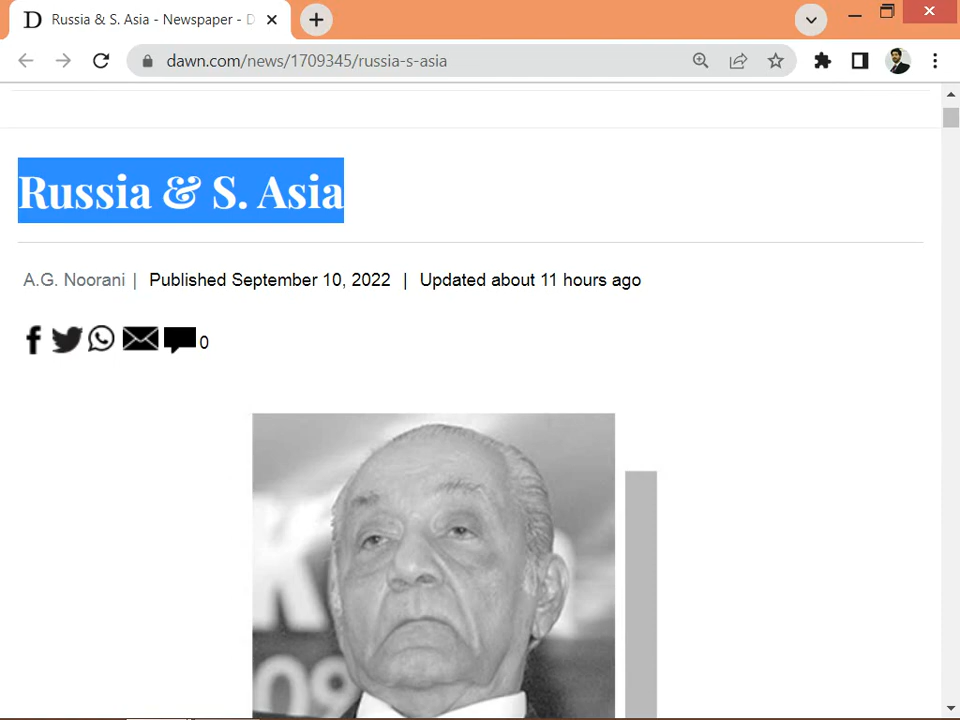 Russia & S. Asia - Newspaper - D
dawn.com/news/1709345/russia-s-asia
Russia & S. Asia
A.G. Noorani | Published September 10, 2022 | Updated about 11 hours ago
0